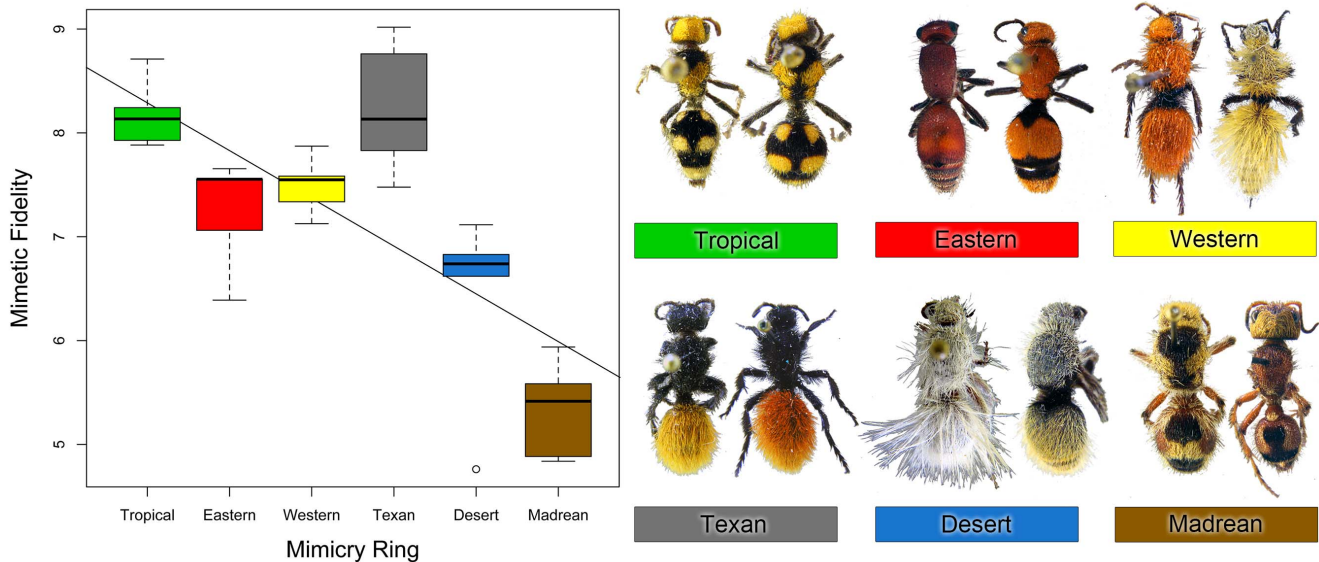 Mimetic Fidelity
9
8
7
6
5
Tropical Eastern Western Texan Desert Madrean
Mimicry Ring
Tropical Eastern Western
Texan Desert Madrean